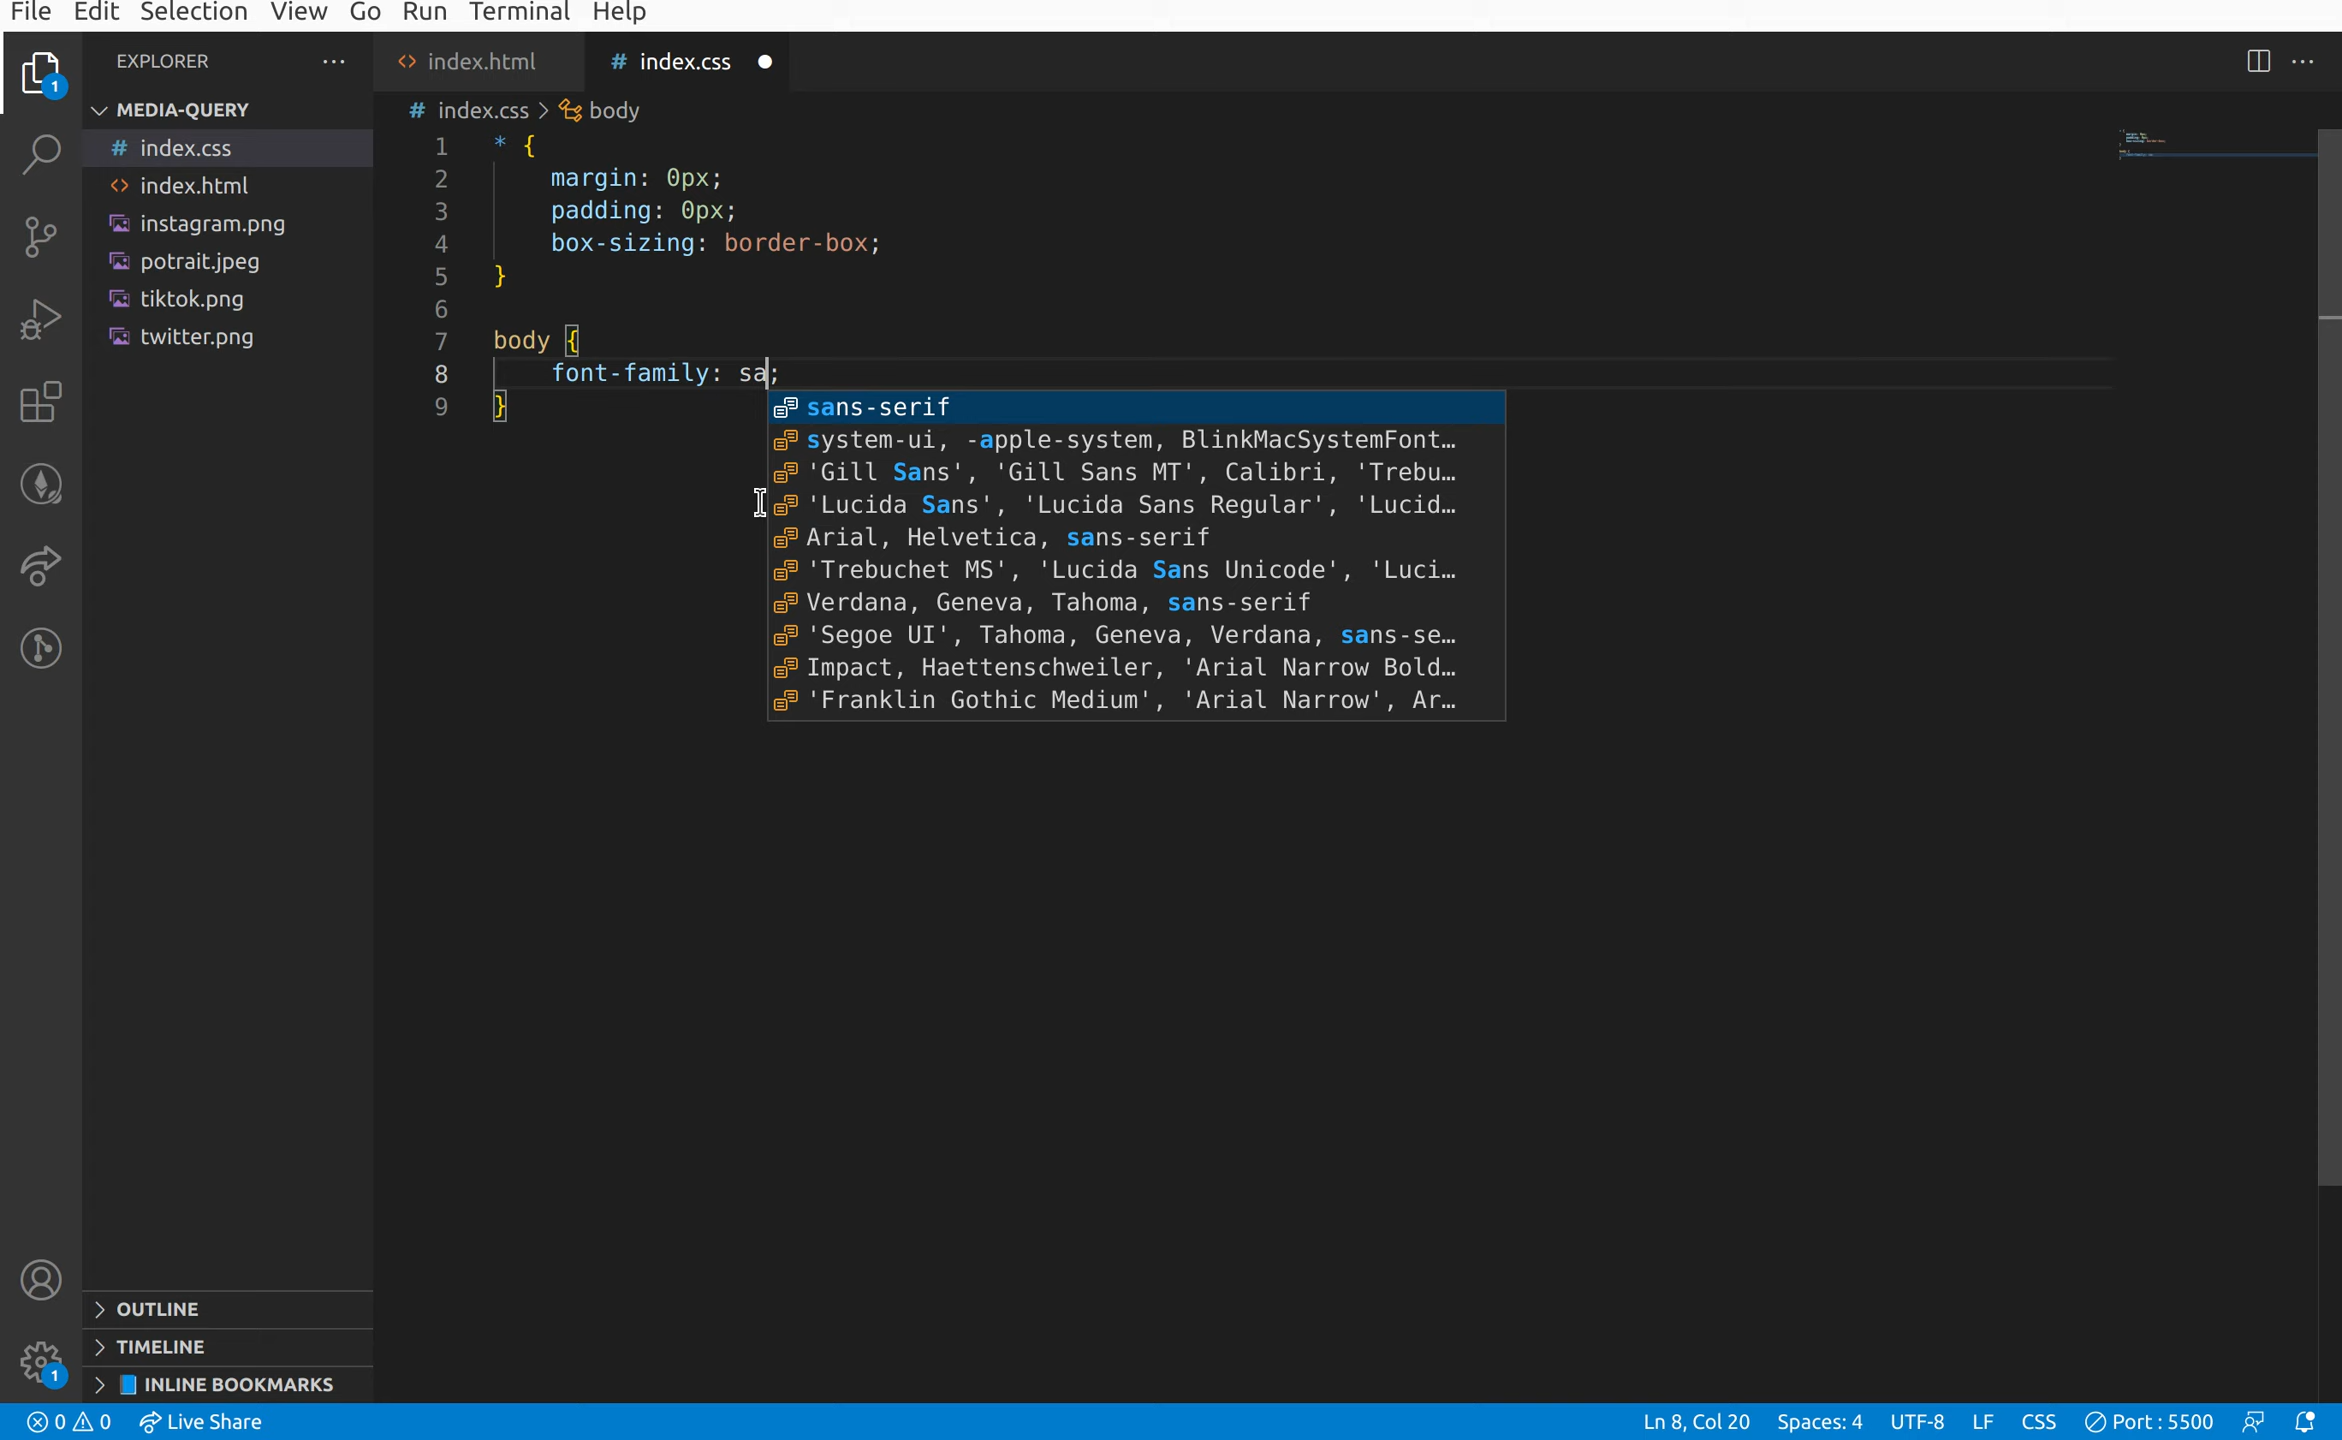 File Edit Selection View Go Run Terminal Help
EXPLORER ...
index.html
index.css
MEDIA-QUERY
index.css
index.html
instagram.png
potrait.jpeg
tiktok.png
twitter.png
index.css > body
1 * {
2 margin: 0px;
3 padding: 0px;
4 box-sizing: border-box;
5 }
6
7 body {
8 font-family: sa;
9 }
sans-serif
system-ui, -apple-system, BlinkMacSystemFont…
'Gill Sans', 'Gill Sans MT', Calibri, 'Trebu…
'Lucida Sans', 'Lucida Sans Regular', 'Lucid…
Arial, Helvetica, sans-serif
'Trebuchet MS', 'Lucida Sans Unicode', 'Luci…
Verdana, Geneva, Tahoma, sans-serif
'Segoe UI', Tahoma, Geneva, Verdana, sans-se…
Impact, Haettenschweiler, 'Arial Narrow Bold…
'Franklin Gothic Medium', 'Arial Narrow', Ar…
1
OUTLINE
TIMELINE
INLINE BOOKMARKS
1
0 0 Live Share Ln 8, Col 20 Spaces: 4 UTF-8 LF CSS Port : 5500